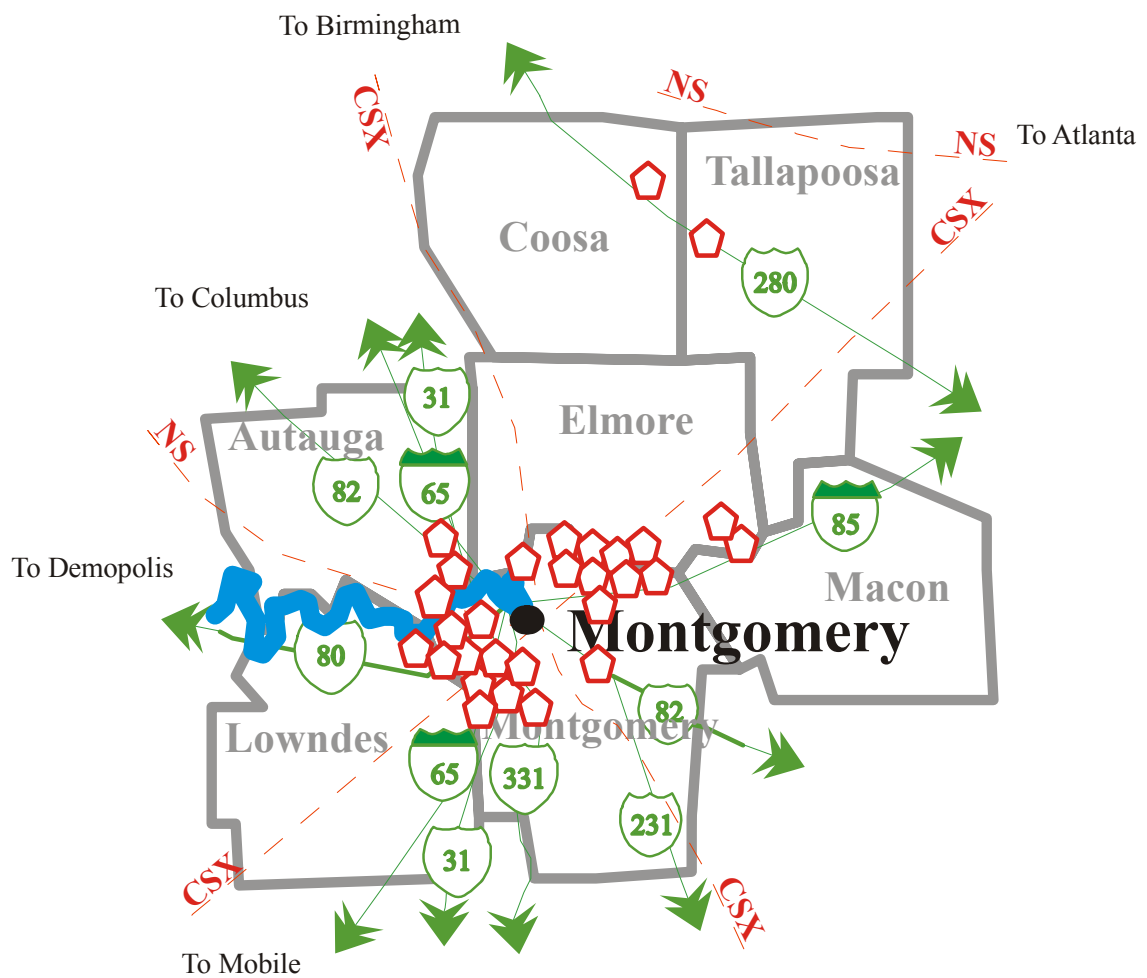 To Birmingham
NS
CSX
To Atlanta
NS
Tallapoosa
CSX
Coosa
280
To Columbus
31
Elmore
Autauga
NS
65
82
85
To Demopolis
Macon
Montgomery
80
82
Lowndes
Montgomery
65
331
231
31
CSX
CSX
To Mobile